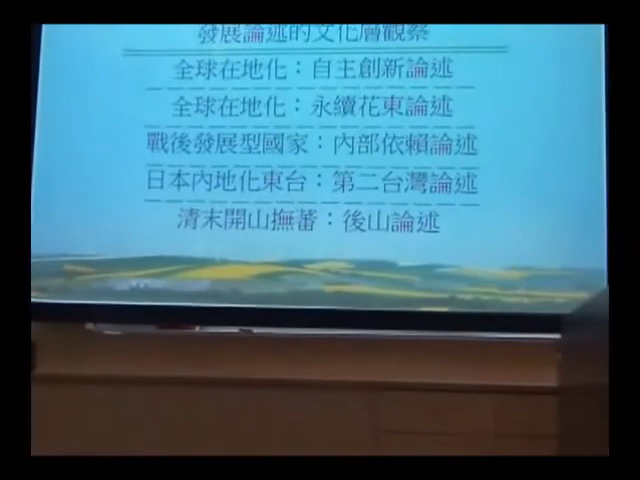 發展論述的文化層觀察
全球在地化：自主創新論述
全球在地化：永續花東論述
戰後發展型國家：內部依賴論述
日本內地化東台：第二台灣論述
清末開山撫蕃：後山論述